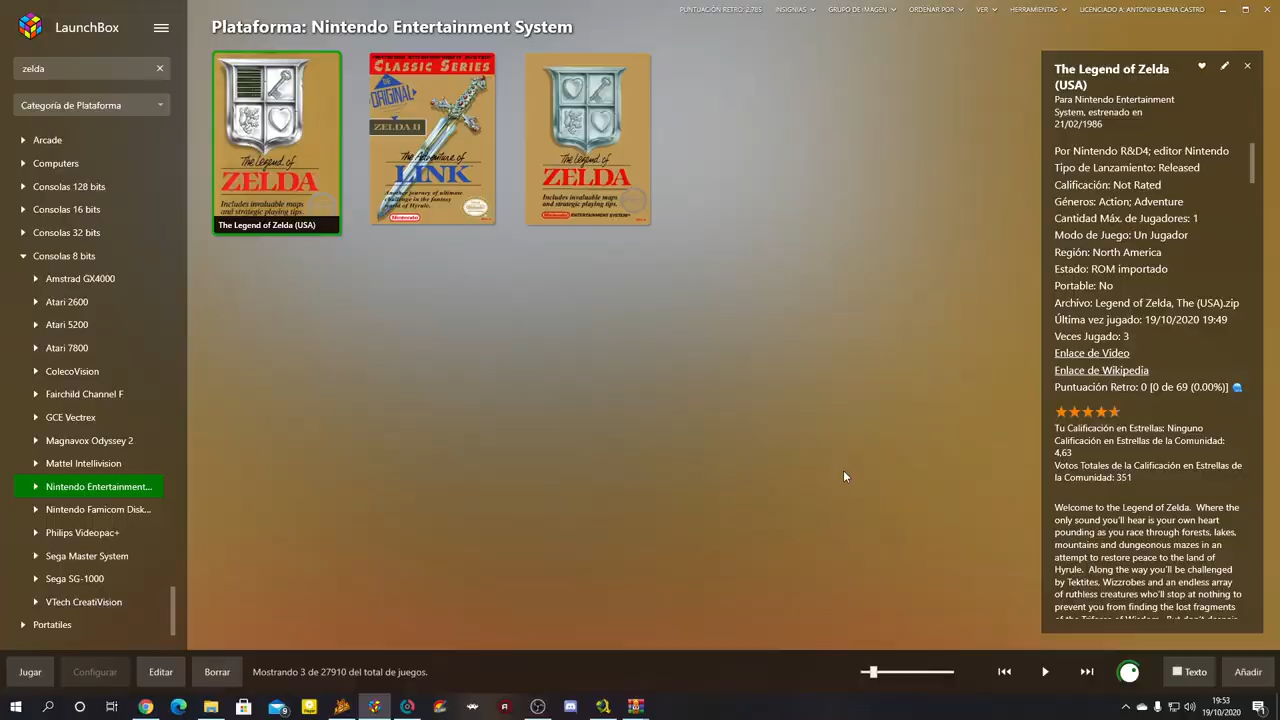 LaunchBox
Plataforma: Nintendo Entertainment System
PUNTUACIÓN RETRO: 2.785
INSIGNIAS
GRUPO DE IMAGEN
ORDENAR POR
VER
HERRAMIENTAS
LICENCIADO A: ANTONIO BAENA CASTRO
zelda
Categoría de Plataforma
Arcade
Computers
Consolas 128 bits
Consolas 16 bits
Consolas 32 bits
Consolas 8 bits
Amstrad GX4000
Atari 2600
Atari 5200
Atari 7800
ColecoVision
Fairchild Channel F
GCE Vectrex
Magnavox Odyssey 2
Mattel Intellivision
Nintendo Entertainment...
Nintendo Famicom Disk...
Philips Videopac+
Sega Master System
Sega SG-1000
VTech CreatiVision
Portatiles
The Legend of
ZELDA
Includes invaluable maps
and strategic playing tips.
The Legend of Zelda (USA)
CLASSIC SERIES
THE
ORIGINAL
ZELDA II
The Adventure of
LINK
Another journey of ultimate
challenge in the fantasy
world of Hyrule.
Nintendo
The Legend of
ZELDA
Includes invaluable maps
and strategic playing tips.
Nintendo ENTERTAINMENT SYSTEM
The Legend of Zelda
(USA)
Para Nintendo Entertainment
System, estrenado en
21/02/1986
Por Nintendo R&D4; editor Nintendo
Tipo de Lanzamiento: Released
Calificación: Not Rated
Géneros: Action; Adventure
Cantidad Máx. de Jugadores: 1
Modo de Juego: Un Jugador
Región: North America
Estado: ROM importado
Portable: No
Archivo: Legend of Zelda, The (USA).zip
Última vez jugado: 19/10/2020 19:49
Veces Jugado: 3
Enlace de Video
Enlace de Wikipedia
Puntuación Retro: 0 [0 de 69 (0.00%)]
Tu Calificación en Estrellas: Ninguno
Calificación en Estrellas de la Comunidad:
4,63
Votos Totales de la Calificación en Estrellas de
la Comunidad: 351
Welcome to the Legend of Zelda. Where the
only sound you'll hear is your own heart
pounding as you race through forests, lakes,
mountains and dungeonous mazes in an
attempt to restore peace to the land of
Hyrule. Along the way you'll be challenged
by Tektites, Wizzrobes and an endless array
of ruthless creatures who'll stop at nothing to
prevent you from finding the lost fragments
Jugar
Configurar
Editar
Borrar
Mostrando 3 de 27910 del total de juegos.
Texto
Añadir
19:53
19/10/2020